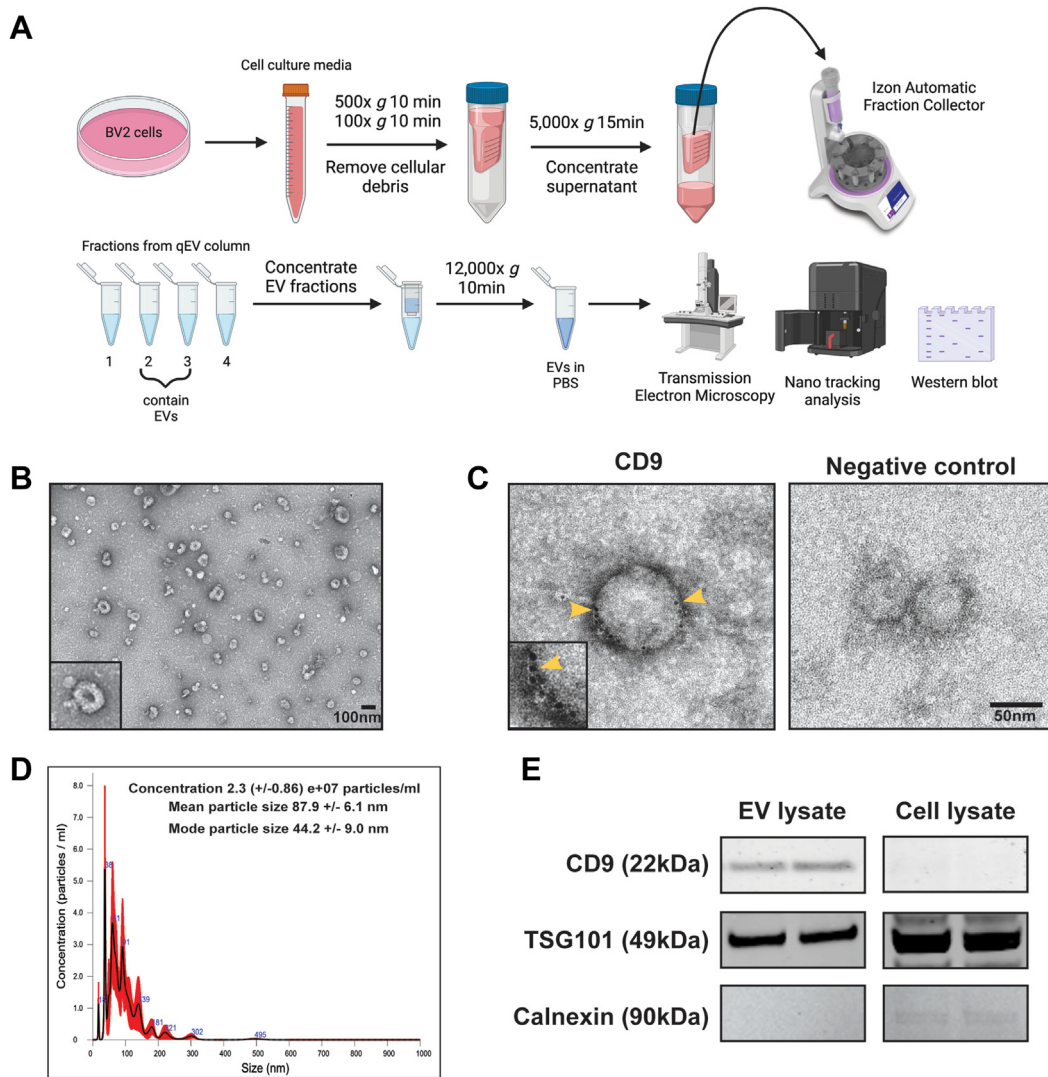 A
Cell culture media
BV2 cells
500x g 10 min
100x g 10 min
Remove cellular
debris
5,000x g 15min
Concentrate
supernatant
Izon Automatic
Fraction Collector
Fractions from qEV column
1 2 3 4
contain
EVs
Concentrate
EV fractions
12,000x g
10min
EVs in
PBS
Transmission
Electron Microscopy
Nano tracking
analysis
Western blot
B
100nm
C
CD9
Negative control
50nm
D
Concentration 2.3 (+/-0.86) e+07 particles/ml
Mean particle size 87.9 +/- 6.1 nm
Mode particle size 44.2 +/- 9.0 nm
Concentration (particles / ml)
8.0
7.0
6.0
5.0
4.0
3.0
2.0
1.0
0
302
495
0 100 200 300 400 500 600 700 800 900 1000
Size (nm)
E
EV lysate
Cell lysate
CD9 (22kDa)
TSG101 (49kDa)
Calnexin (90kDa)